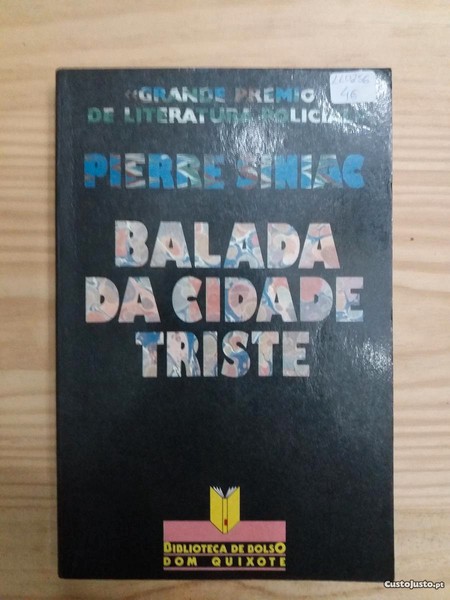 «GRANDE PRÉMIO
DE LITERATURA POLICIAL»
PIERRE SINIAC
BALADA
DA CIDADE
TRISTE
BIBLIOTECA DE BOLSO
DOM QUIXOTE
© CustoJusto.pt